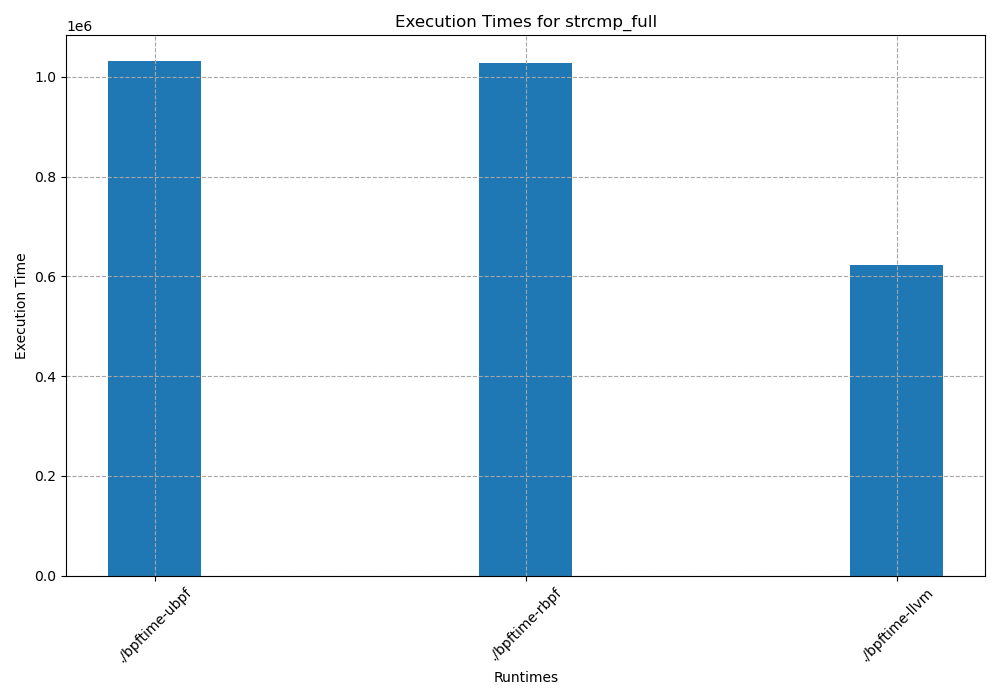 Execution Times for strcmp_full
1e6
1.0
0.8
0.6
0.4
0.2
0.0
Execution Time
./bpftime-ubpf
./bpftime-rbpf
./bpftime-llvm
Runtimes